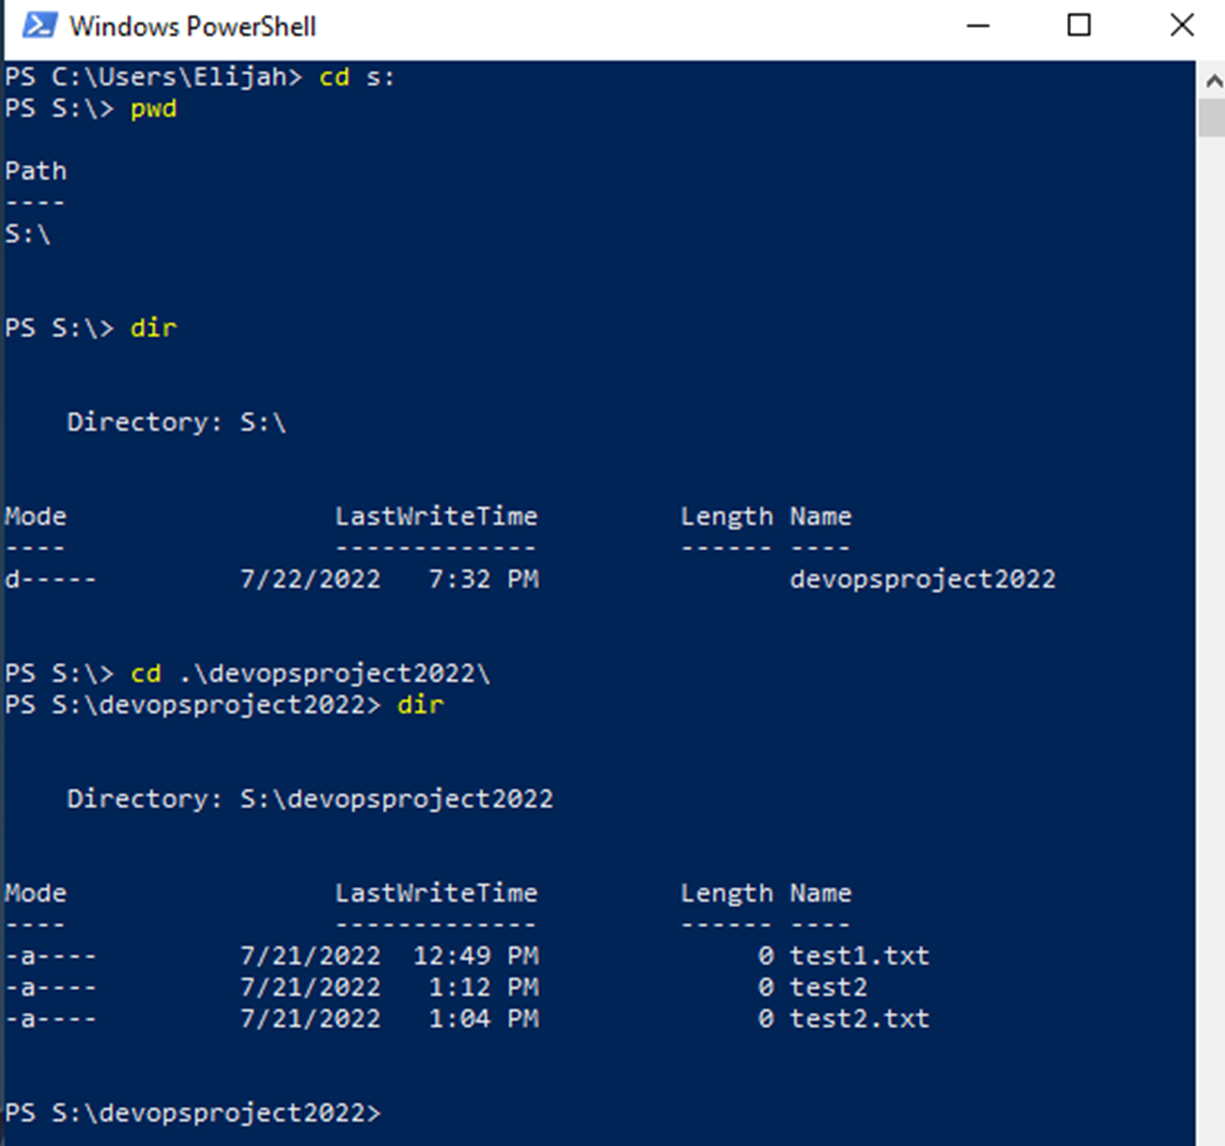 Windows PowerShell
PS C:\Users\Elijah> cd s:
PS S:\> pwd
Path
----
S:\
PS S:\> dir
    Directory: S:\
Mode                 LastWriteTime         Length Name
----                 -------------         ------ ----
d-----         7/22/2022   7:32 PM                devopsproject2022
PS S:\> cd .\devopsproject2022\
PS S:\devopsproject2022> dir
    Directory: S:\devopsproject2022
Mode                 LastWriteTime         Length Name
----                 -------------         ------ ----
-a----         7/21/2022  12:49 PM              0 test1.txt
-a----         7/21/2022   1:12 PM              0 test2
-a----         7/21/2022   1:04 PM              0 test2.txt
PS S:\devopsproject2022>